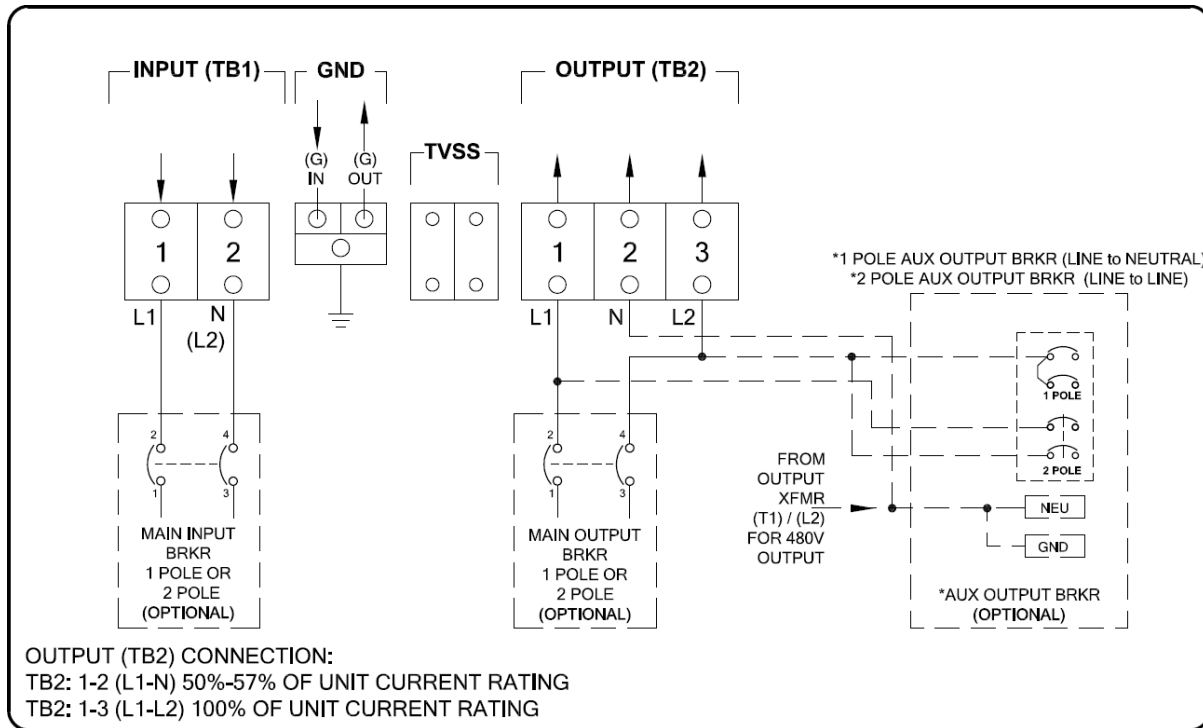 INPUT (TB1)
GND
OUTPUT (TB2)
(G)
IN
(G)
OUT
TVSS
1
2
1
2
3
L1
N
(L2)
L1
N
L2
*1 POLE AUX OUTPUT BRKR (LINE to NEUTRAL)
*2 POLE AUX OUTPUT BRKR (LINE to LINE)
1 POLE
2 POLE
2
4
1
3
MAIN INPUT
BRKR
1 POLE OR
2 POLE
(OPTIONAL)
2
4
1
3
MAIN OUTPUT
BRKR
1 POLE OR
2 POLE
(OPTIONAL)
FROM
OUTPUT
XFMR
(T1) / (L2)
FOR 480V
OUTPUT
NEU
GND
*AUX OUTPUT BRKR
(OPTIONAL)
OUTPUT (TB2) CONNECTION:
TB2: 1-2 (L1-N) 50%-57% OF UNIT CURRENT RATING
TB2: 1-3 (L1-L2) 100% OF UNIT CURRENT RATING